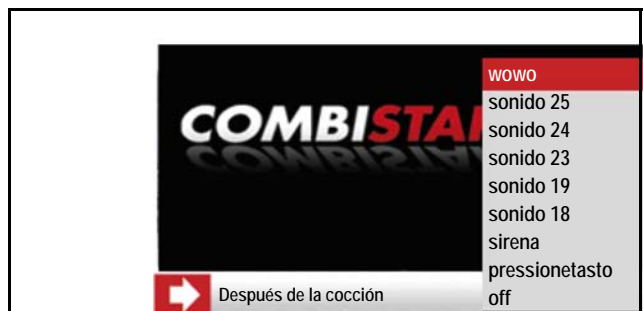 COMBISTAR
wowo
sonido 25
sonido 24
sonido 23
sonido 19
sonido 18
sirena
pressionetasto
off
Después de la cocción